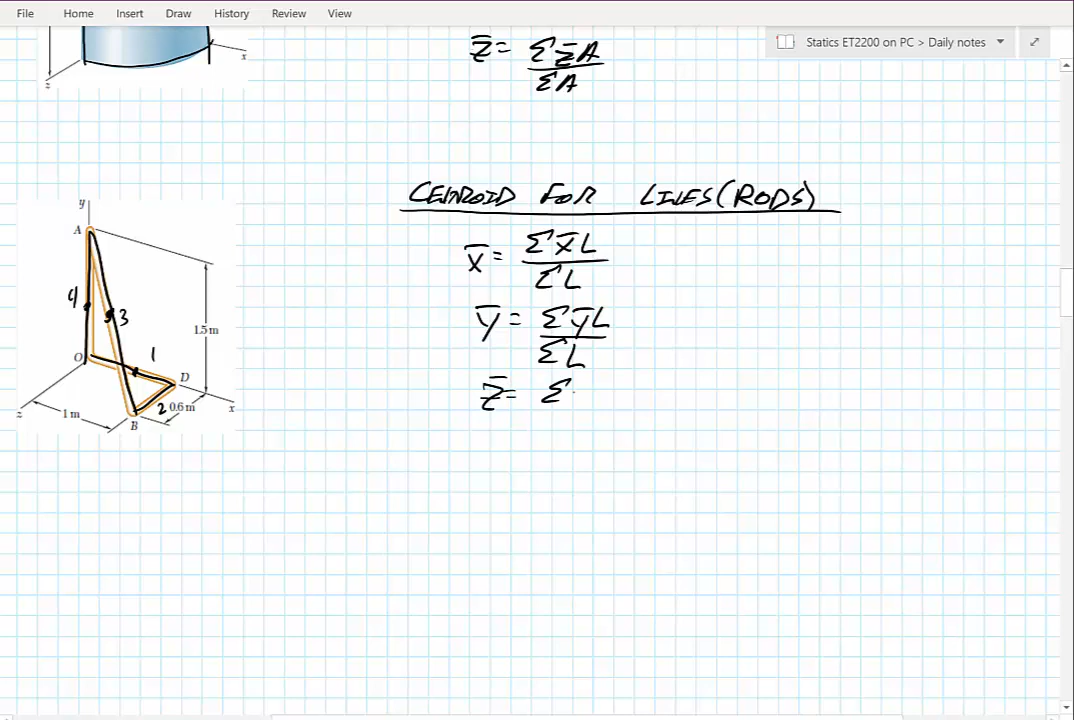 File Home Insert Draw History Review View
Statics ET2200 on PC > Daily notes
x
z
z̄ = Σz̄A
ΣA
CENTROID FOR LINES (RODS)
x̄ = Σx̄L
ΣL
ȳ = ΣȳL
ΣL
z̄ = Σ
y
A
4
3
1.5 m
O
1
D
z
1 m
2
0.6 m
x
B